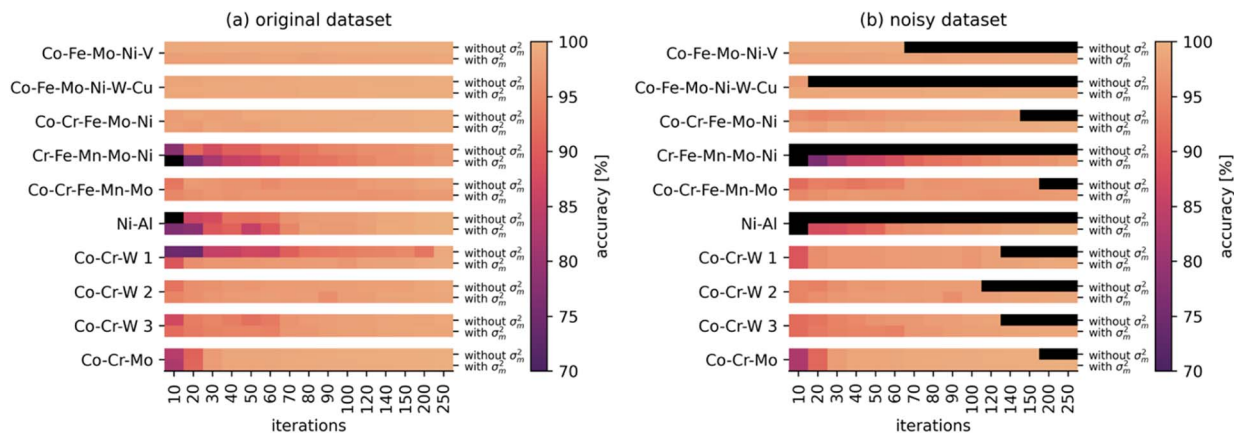 (a) original dataset
Co-Fe-Mo-Ni-V
Co-Fe-Mo-Ni-W-Cu
Co-Cr-Fe-Mo-Ni
Cr-Fe-Mn-Mo-Ni
Co-Cr-Fe-Mn-Mo
Ni-Al
Co-Cr-W 1
Co-Cr-W 2
Co-Cr-W 3
Co-Cr-Mo
without σ²ₘ
with σ²ₘ
without σ²ₘ
with σ²ₘ
without σ²ₘ
with σ²ₘ
without σ²ₘ
with σ²ₘ
without σ²ₘ
with σ²ₘ
without σ²ₘ
with σ²ₘ
without σ²ₘ
with σ²ₘ
without σ²ₘ
with σ²ₘ
without σ²ₘ
with σ²ₘ
without σ²ₘ
with σ²ₘ
10 20 30 40 50 60 70 80 90 100 120 140 150 200 250
iterations
100
95
90
85
80
75
70
accuracy [%]
(b) noisy dataset
Co-Fe-Mo-Ni-V
Co-Fe-Mo-Ni-W-Cu
Co-Cr-Fe-Mo-Ni
Cr-Fe-Mn-Mo-Ni
Co-Cr-Fe-Mn-Mo
Ni-Al
Co-Cr-W 1
Co-Cr-W 2
Co-Cr-W 3
Co-Cr-Mo
without σ²ₘ
with σ²ₘ
without σ²ₘ
with σ²ₘ
without σ²ₘ
with σ²ₘ
without σ²ₘ
with σ²ₘ
without σ²ₘ
with σ²ₘ
without σ²ₘ
with σ²ₘ
without σ²ₘ
with σ²ₘ
without σ²ₘ
with σ²ₘ
without σ²ₘ
with σ²ₘ
without σ²ₘ
with σ²ₘ
10 20 30 40 50 60 70 80 90 100 120 140 150 200 250
iterations
100
95
90
85
80
75
70
accuracy [%]